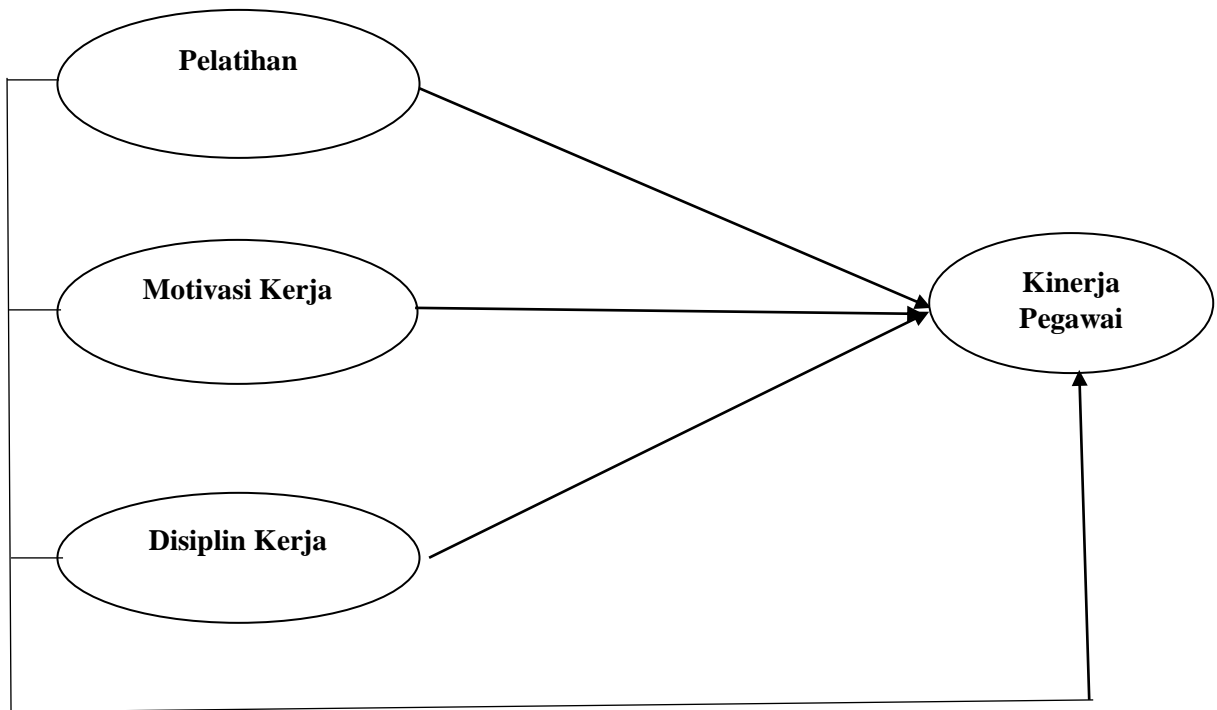 Pelatihan
Motivasi Kerja
Kinerja
Pegawai
Disiplin Kerja